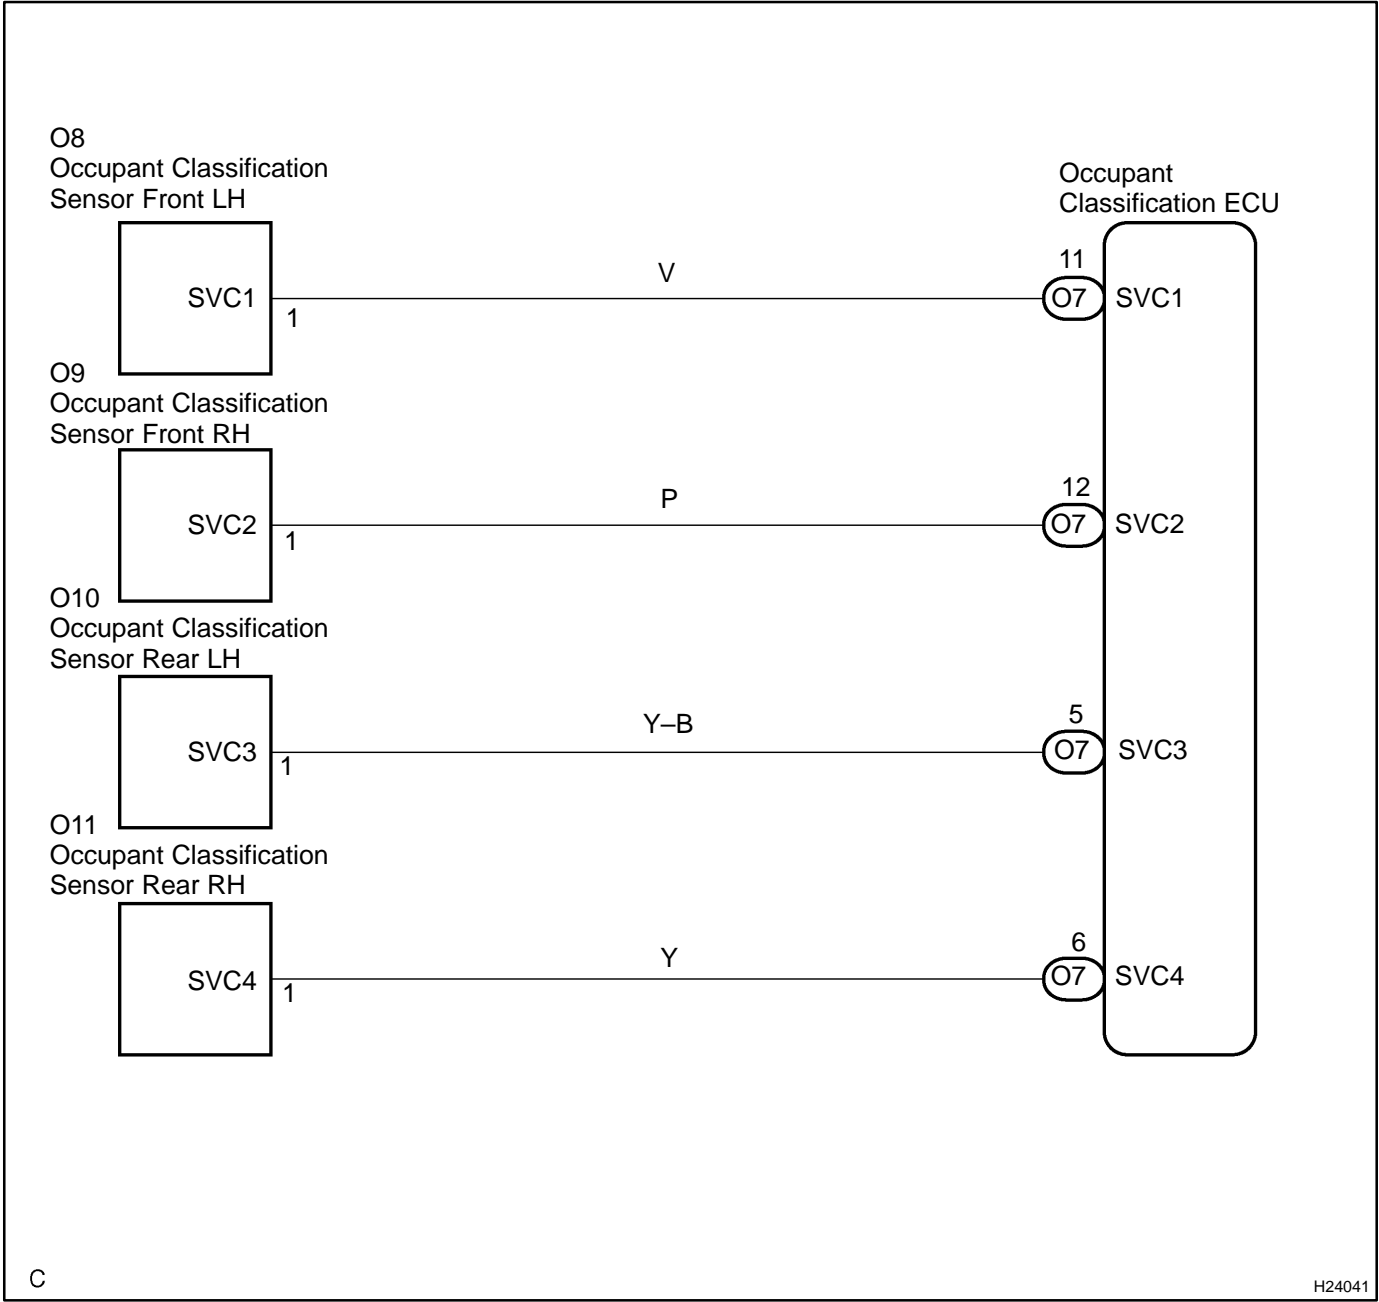 O8
Occupant Classification
Sensor Front LH
Occupant
Classification ECU
SVC1
1
V
11
O7
SVC1
O9
Occupant Classification
Sensor Front RH
SVC2
1
P
12
O7
SVC2
O10
Occupant Classification
Sensor Rear LH
SVC3
1
Y–B
5
O7
SVC3
O11
Occupant Classification
Sensor Rear RH
SVC4
1
Y
6
O7
SVC4
C
H24041